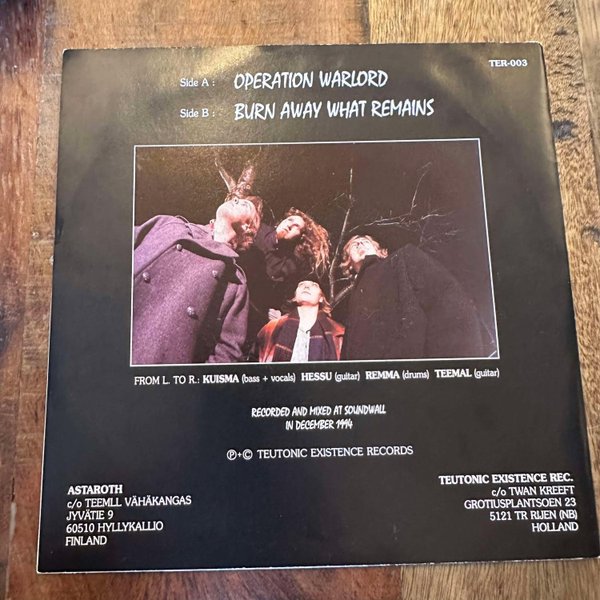 TER-003
Side A : OPERATION WARLORD
Side B : BURN AWAY WHAT REMAINS
FROM L. TO R.: KUISMA (bass + vocals) HESSU (guitar) REMMA (drums) TEEMAL (guitar)
RECORDED AND MIXED AT SOUNDWALL
IN DECEMBER 1994
Ⓟ+© TEUTONIC EXISTENCE RECORDS
ASTAROTH
c/o TEEMLL VÄHÄKANGAS
JYVÄTIE 9
60510 HYLLYKALLIO
FINLAND
TEUTONIC EXISTENCE REC.
c/o TWAN KREEFT
GROTIUSPLANTSOEN 23
5121 TR RIJEN (NB)
HOLLAND